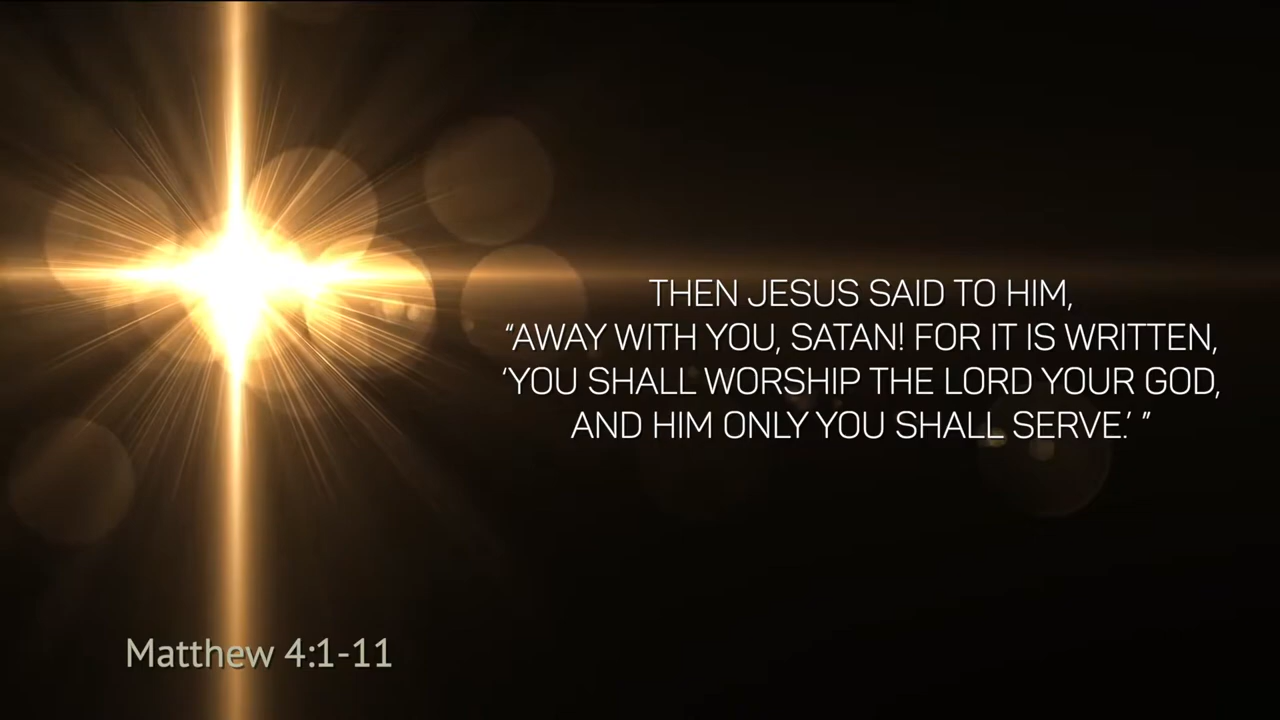 THEN JESUS SAID TO HIM,
“AWAY WITH YOU, SATAN! FOR IT IS WRITTEN,
‘YOU SHALL WORSHIP THE LORD YOUR GOD,
AND HIM ONLY YOU SHALL SERVE.’ ”
Matthew 4:1-11